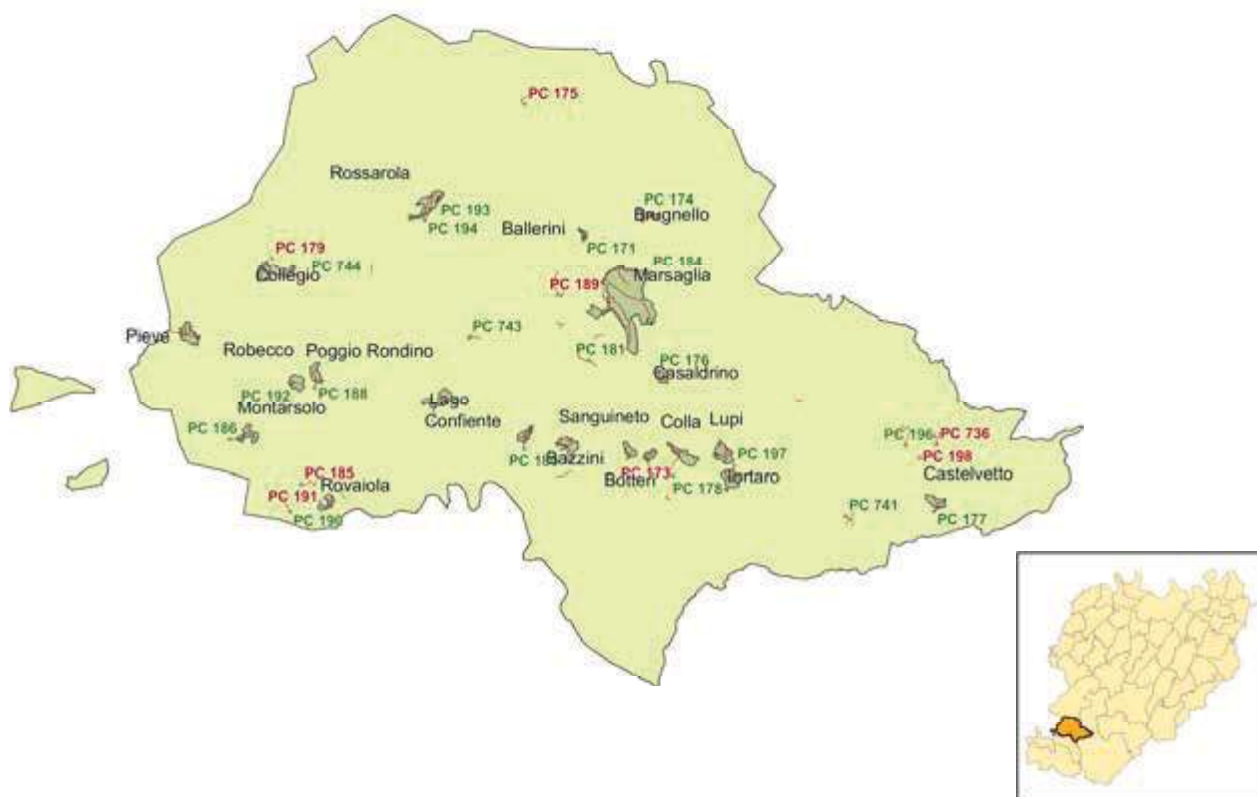 PC 175
Rossarola
PC 174
Brugnello
PC 193
PC 194
Ballerini
PC 171
PC 179
PC 744
Collegio
PC 184
Marsaglia
PC 189
Pieve
PC 743
Robecco
Poggio Rondino
PC 181
PC 176
Casaldrino
PC 192
PC 188
Montarsolo
Lago
Confiente
Sanguineto
Colla
Lupi
PC 186
PC 196
PC 736
PC 197
PC 198
Bazzini
PC 173
Botteri
Tortaro
Castelvetto
PC 185
Rovaiola
PC 191
PC 178
PC 190
PC 741
PC 177